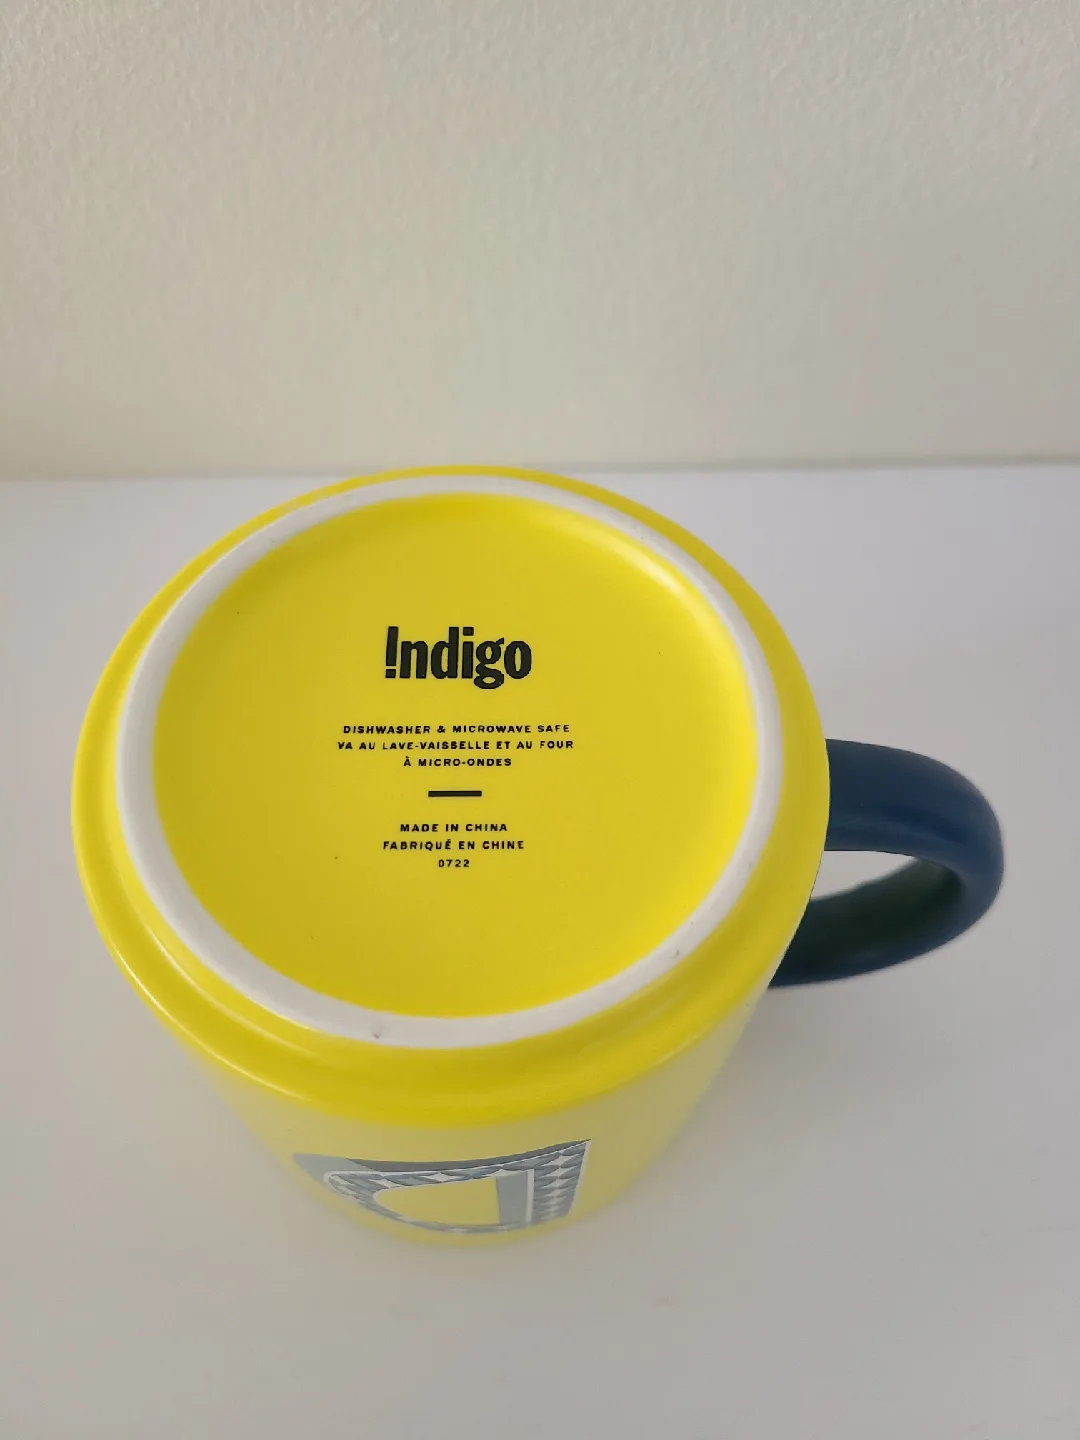 Indigo
DISHWASHER & MICROWAVE SAFE
VA AU LAVE-VAISSELLE ET AU FOUR
À MICRO-ONDES
MADE IN CHINA
FABRIQUÉ EN CHINE
0722
D